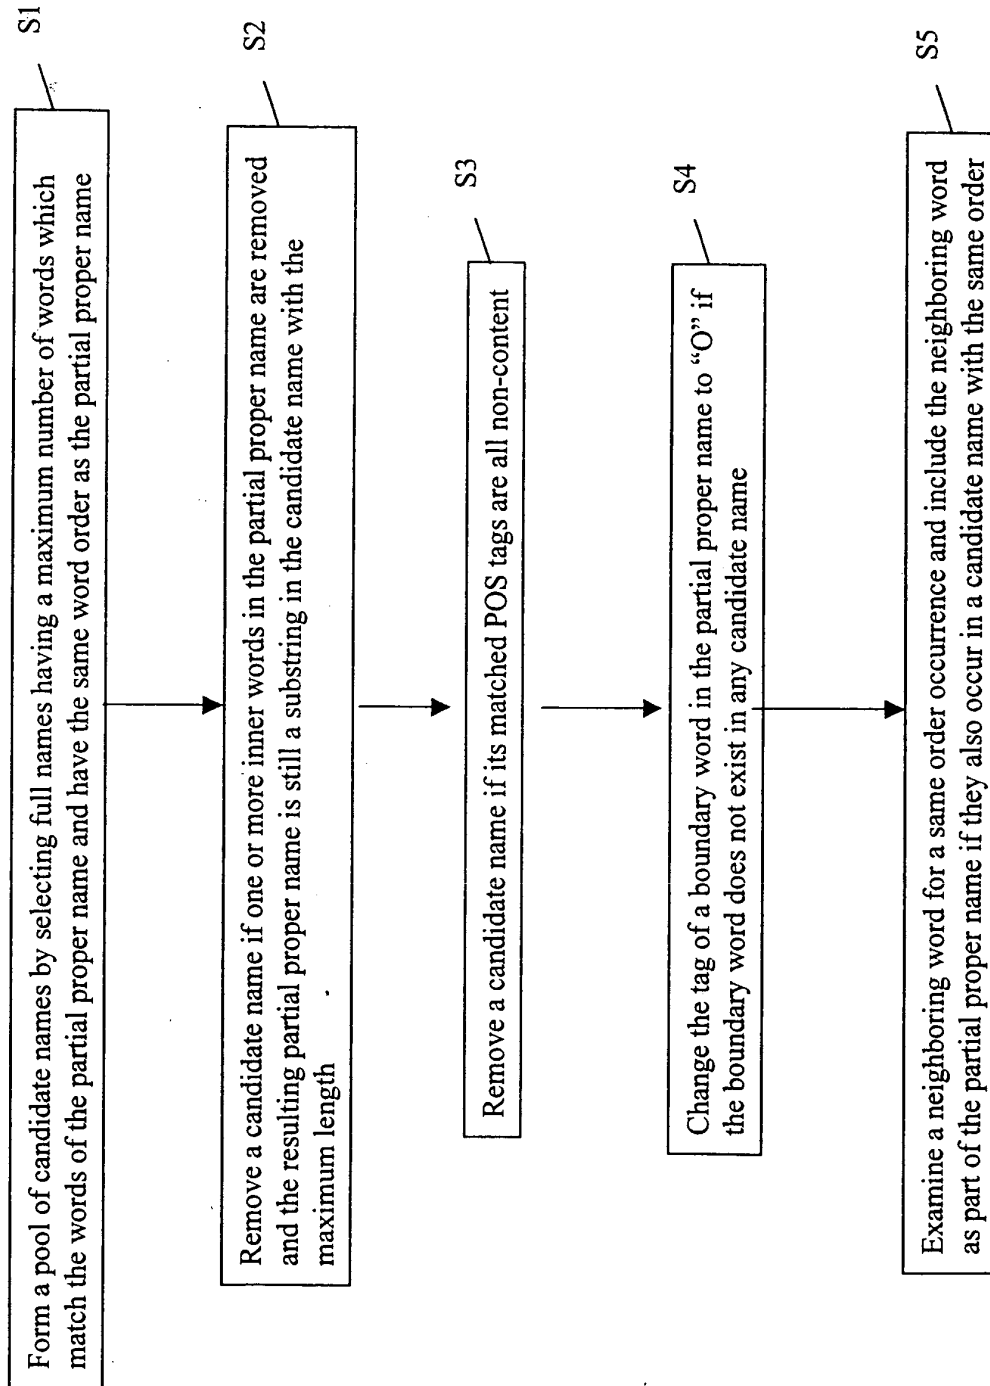 S1
Form a pool of candidate names by selecting full names having a maximum number of words which
match the words of the partial proper name and have the same word order as the partial proper name
S2
Remove a candidate name if one or more inner words in the partial proper name are removed
and the resulting partial proper name is still a substring in the candidate name with the
maximum length
S3
Remove a candidate name if its matched POS tags are all non-content
S4
Change the tag of a boundary word in the partial proper name to “O” if
the boundary word does not exist in any candidate name
S5
Examine a neighboring word for a same order occurrence and include the neighboring word
as part of the partial proper name if they also occur in a candidate name with the same order